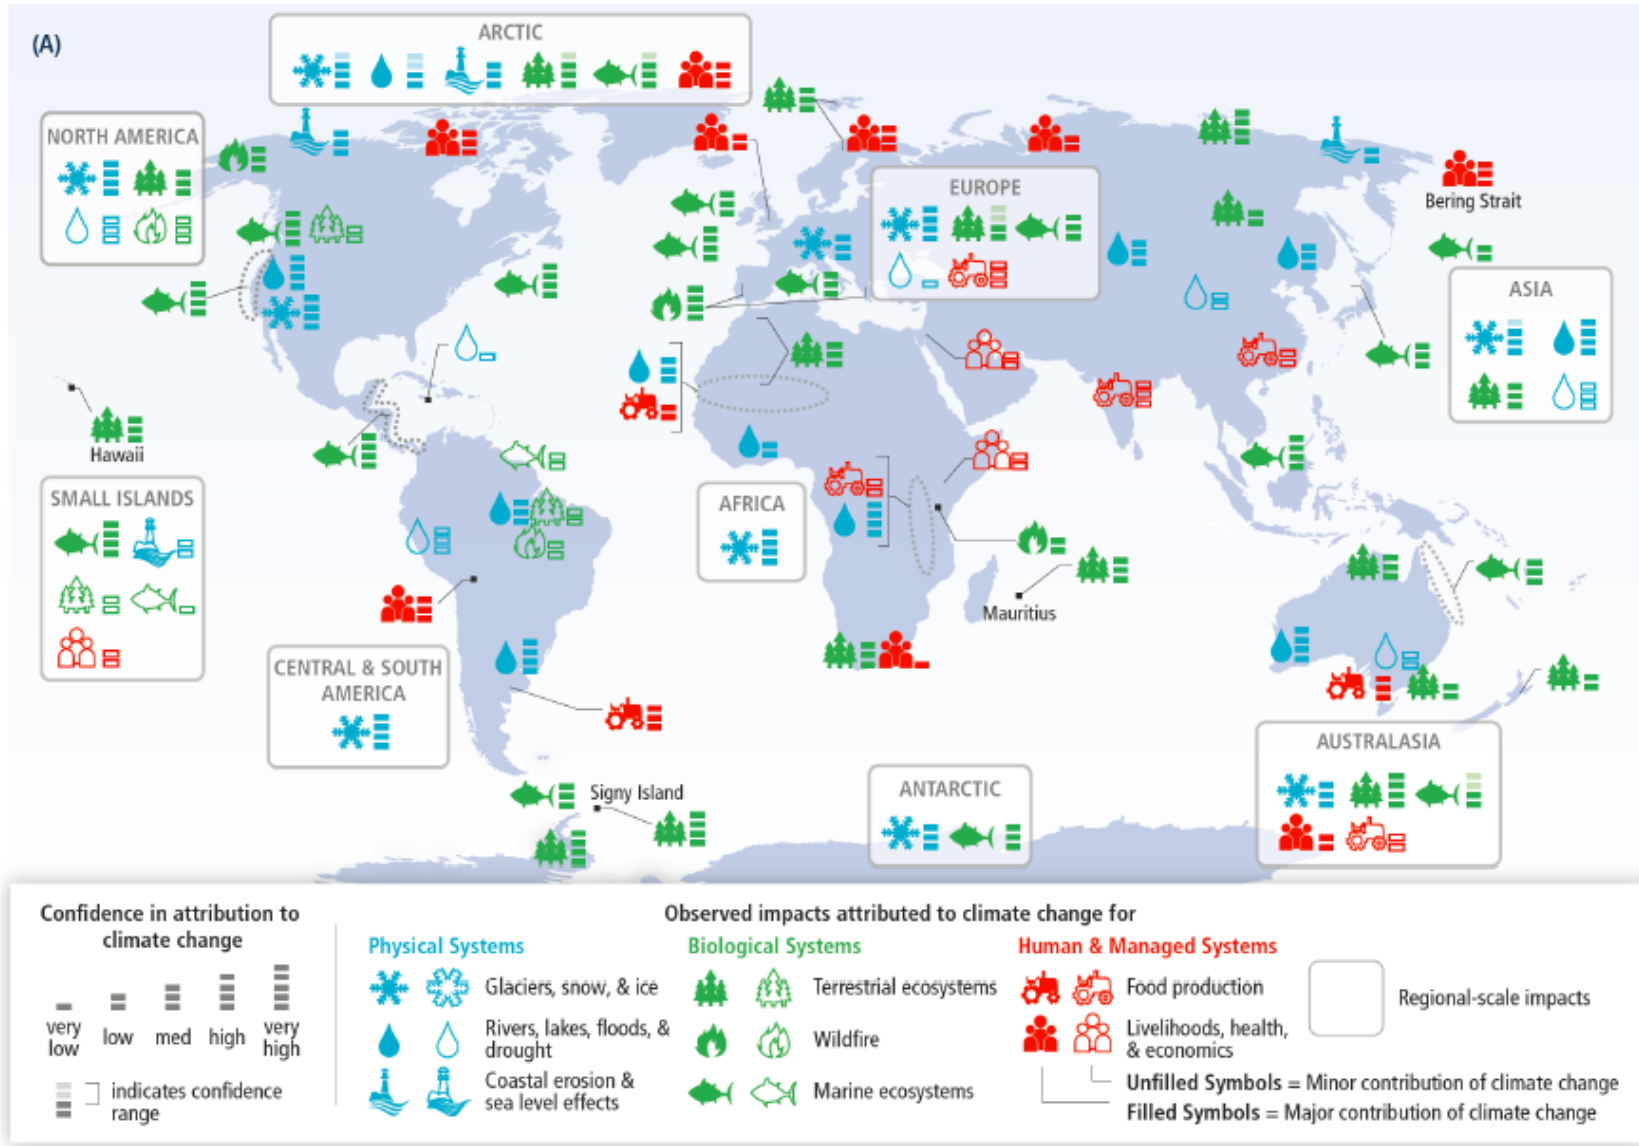 (A)
ARCTIC
NORTH AMERICA
EUROPE
Bering Strait
ASIA
Hawaii
SMALL ISLANDS
AFRICA
Mauritius
CENTRAL & SOUTH
AMERICA
AUSTRALASIA
Signy Island
ANTARCTIC
Confidence in attribution to
climate change
very
low
low
med
high
very
high
indicates confidence
range
Observed impacts attributed to climate change for
Physical Systems
Glaciers, snow, & ice
Rivers, lakes, floods, &
drought
Coastal erosion &
sea level effects
Biological Systems
Terrestrial ecosystems
Wildfire
Marine ecosystems
Human & Managed Systems
Food production
Livelihoods, health,
& economics
Regional-scale impacts
Unfilled Symbols = Minor contribution of climate change
Filled Symbols = Major contribution of climate change